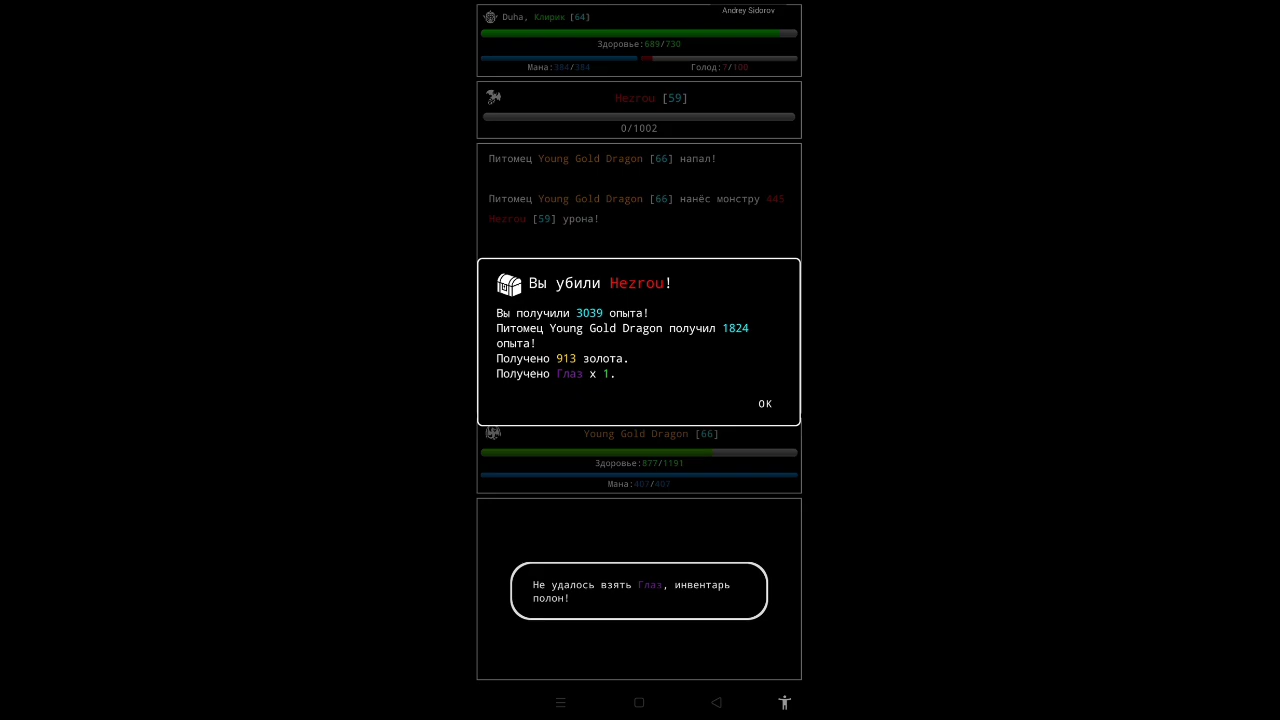 Andrey Sidorov
Duha, Клирик [64]
Здоровье:689/730
Мана:384/384 Голод:7/100
Hezrou [59]
0/1002
Питомец Young Gold Dragon [66] напал!
Питомец Young Gold Dragon [66] нанёс монстру 445
Hezrou [59] урона!
Вы убили Hezrou!
Вы получили 3039 опыта!
Питомец Young Gold Dragon получил 1824
опыта!
Получено 913 золота.
Получено Глаз x 1.
OK
Young Gold Dragon [66]
Здоровье:877/1191
Мана:407/407
Не удалось взять Глаз, инвентарь
полон!